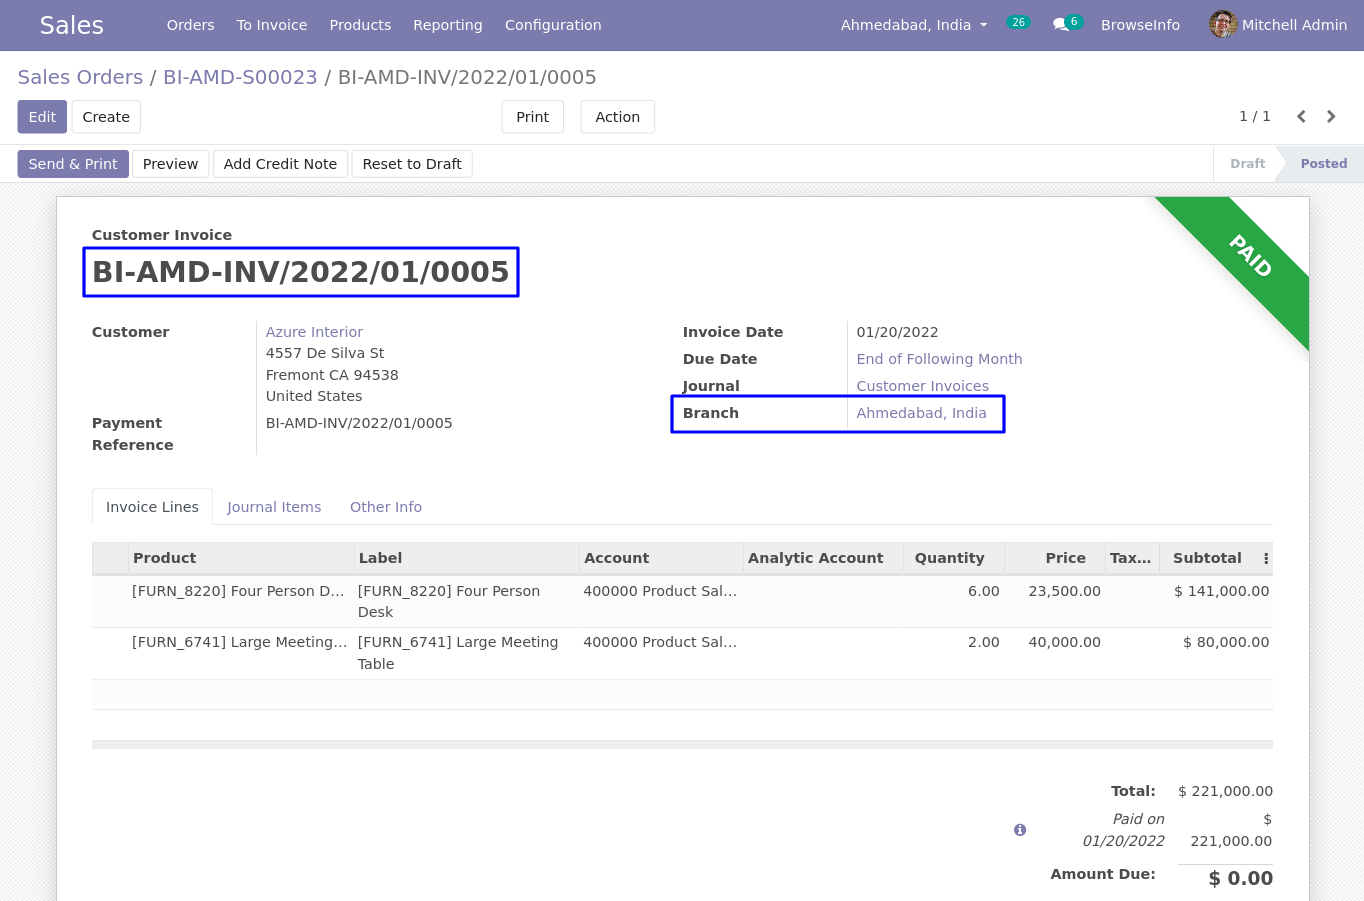 Sales Orders To Invoice Products Reporting Configuration Ahmedabad, India 26 6 BrowseInfo Mitchell Admin
Sales Orders / BI-AMD-S00023 / BI-AMD-INV/2022/01/0005
Edit Create Print Action 1 / 1
Send & Print Preview Add Credit Note Reset to Draft Draft Posted
PAID
Customer Invoice
BI-AMD-INV/2022/01/0005
Customer Azure Interior
4557 De Silva St
Fremont CA 94538
United States
Payment Reference BI-AMD-INV/2022/01/0005
Invoice Date 01/20/2022
Due Date End of Following Month
Journal Customer Invoices
Branch Ahmedabad, India
Invoice Lines Journal Items Other Info
Product Label Account Analytic Account Quantity Price Tax... Subtotal
[FURN_8220] Four Person D... [FURN_8220] Four Person 400000 Product Sal... 6.00 23,500.00 $ 141,000.00
Desk
[FURN_6741] Large Meeting... [FURN_6741] Large Meeting 400000 Product Sal... 2.00 40,000.00 $ 80,000.00
Table
Total: $ 221,000.00
Paid on $
01/20/2022 221,000.00
Amount Due: $ 0.00